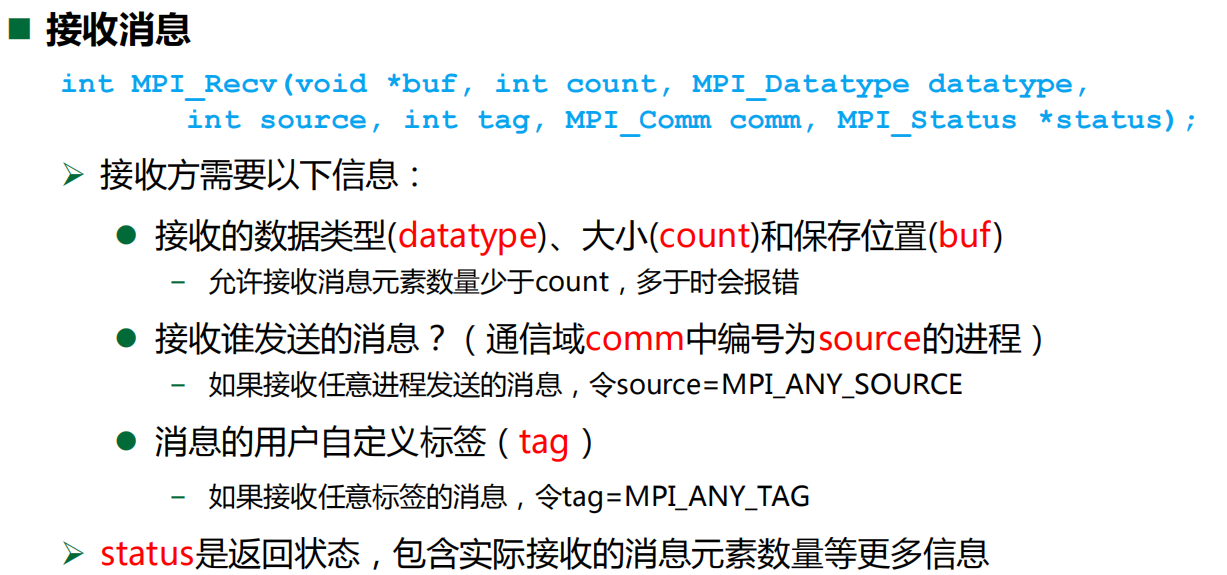 接收消息
int MPI_Recv(void *buf, int count, MPI_Datatype datatype,
int source, int tag, MPI_Comm comm, MPI_Status *status);
接收方需要以下信息：
接收的数据类型(datatype)、大小(count)和保存位置(buf)
– 允许接收消息元素数量少于count，多于时会报错
接收谁发送的消息？（通信域comm中编号为source的进程）
– 如果接收任意进程发送的消息，令source=MPI_ANY_SOURCE
消息的用户自定义标签（tag）
– 如果接收任意标签的消息，令tag=MPI_ANY_TAG
status是返回状态，包含实际接收的消息元素数量等更多信息